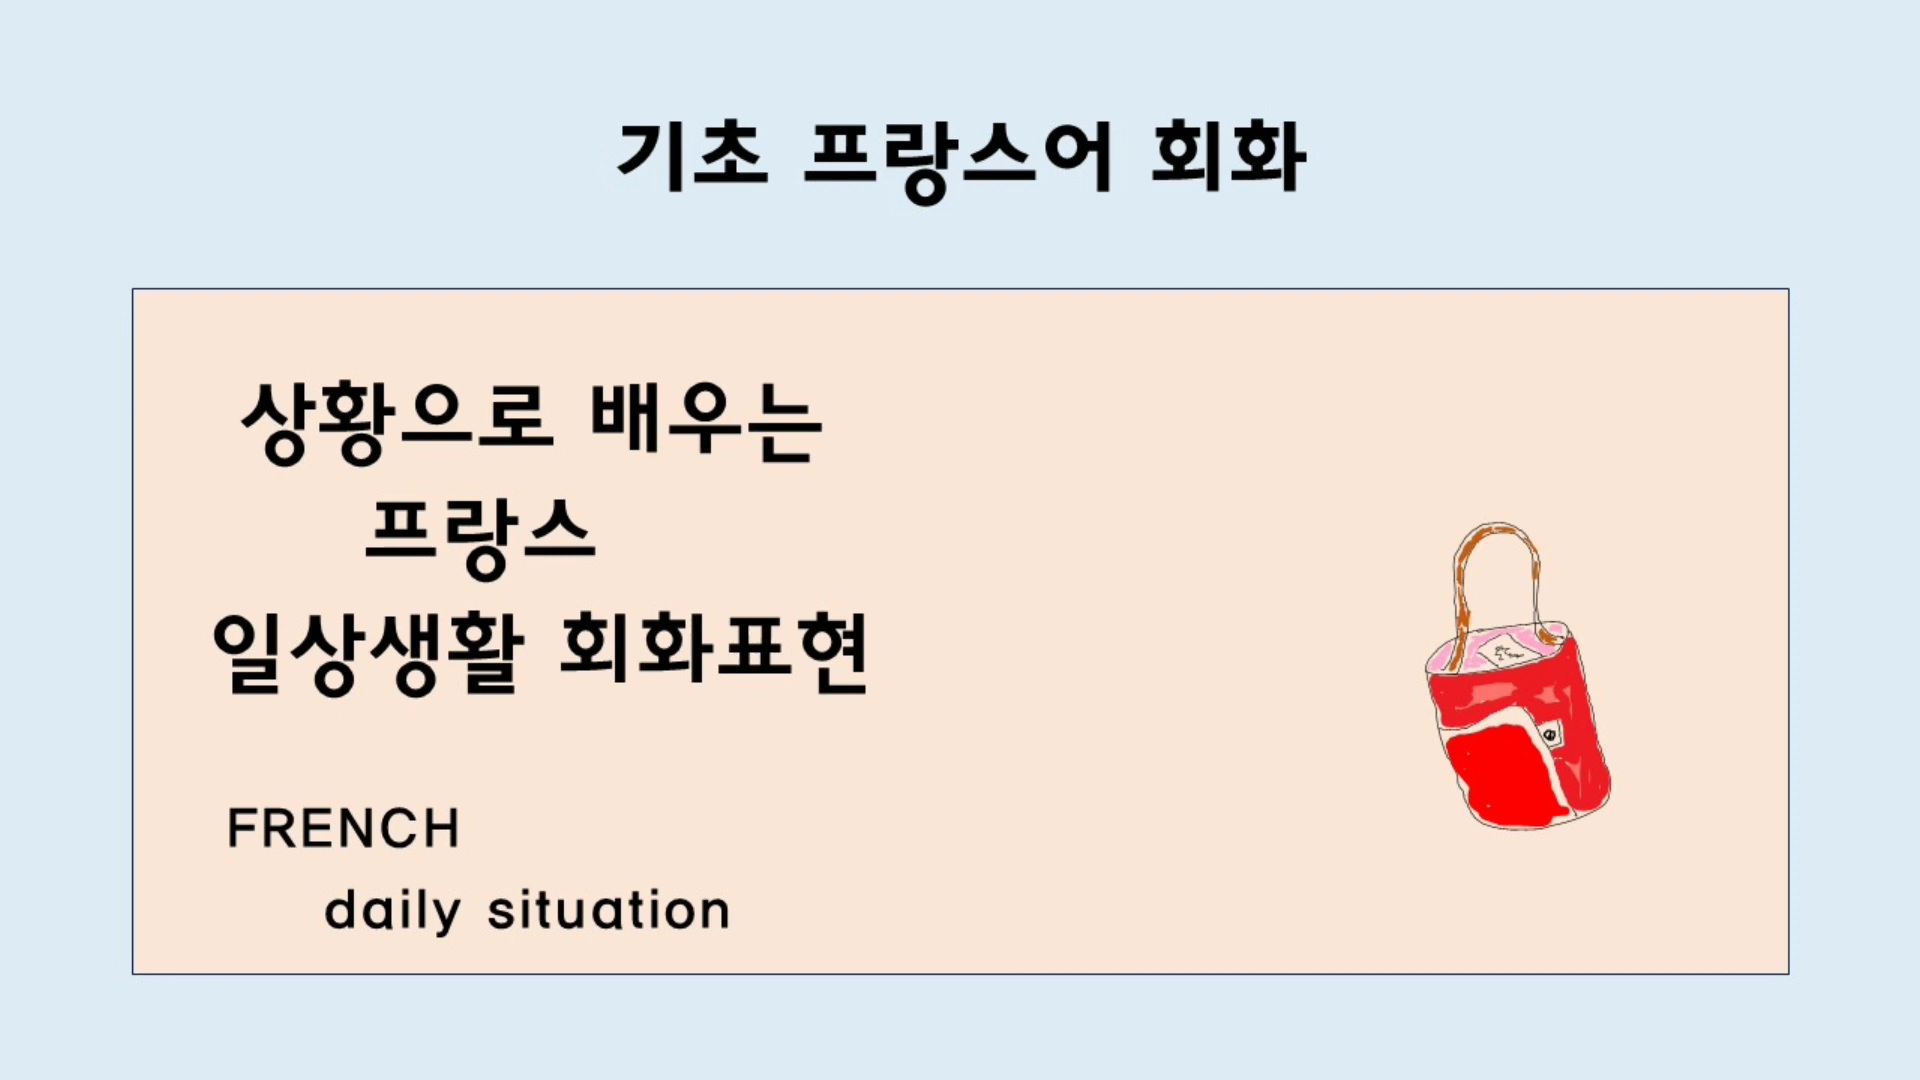 기초 프랑스어 회화
상황으로 배우는
프랑스
일상생활 회화표현
FRENCH
daily situation